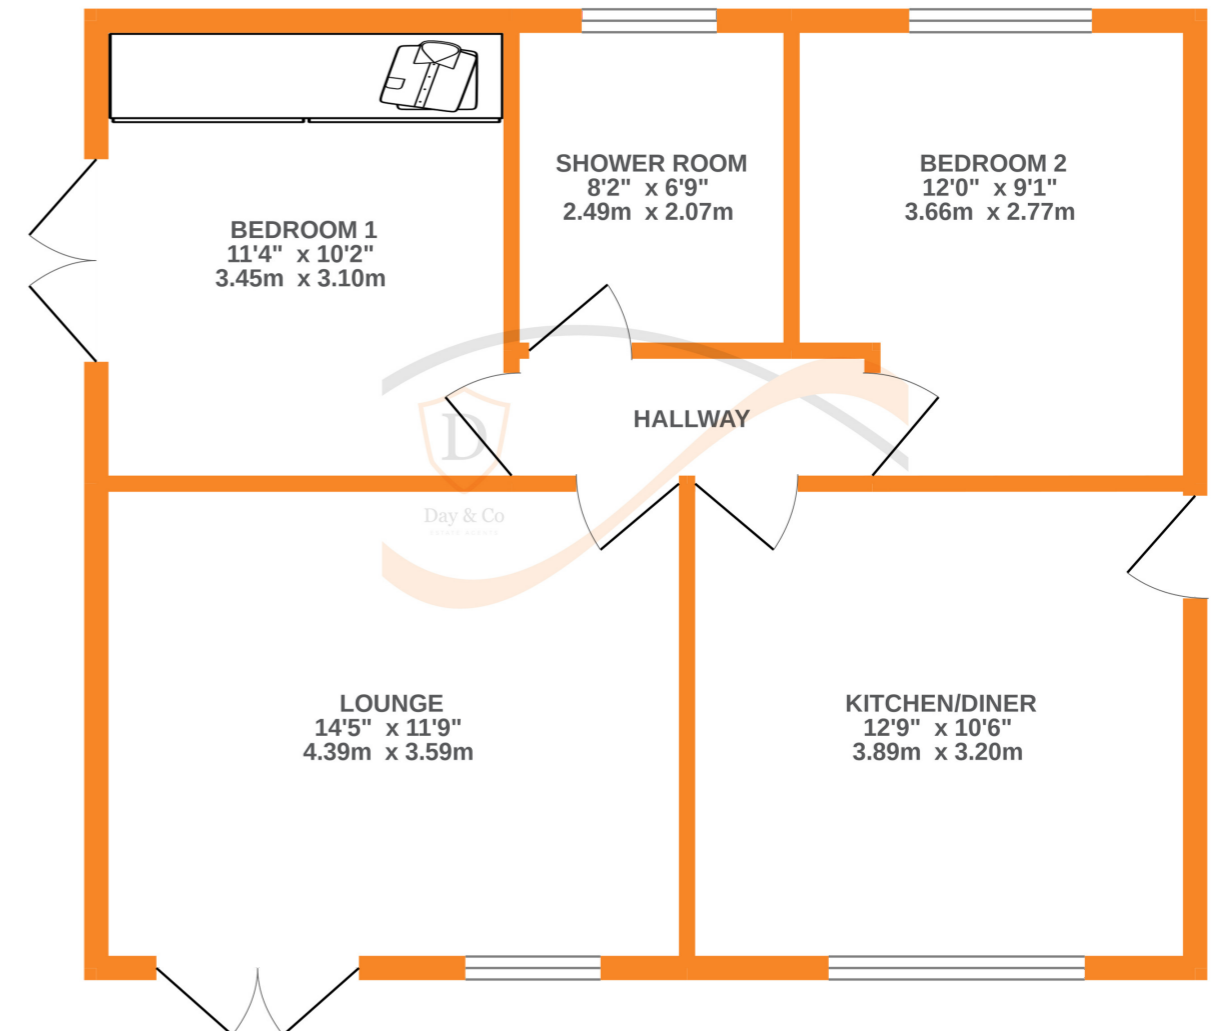 SHOWER ROOM
8'2" x 6'9"
2.49m x 2.07m
BEDROOM 2
12'0" x 9'1"
3.66m x 2.77m
BEDROOM 1
11'4" x 10'2"
3.45m x 3.10m
HALLWAY
D
Day & Co
LOUNGE
14'5" x 11'9"
4.39m x 3.59m
KITCHEN/DINER
12'9" x 10'6"
3.89m x 3.20m